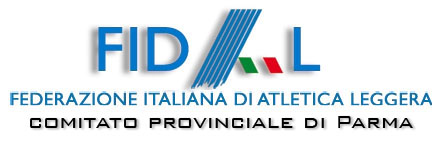 FIDAL
FEDERAZIONE ITALIANA DI ATLETICA LEGGERA
COMITATO PROVINCIALE DI PARMA